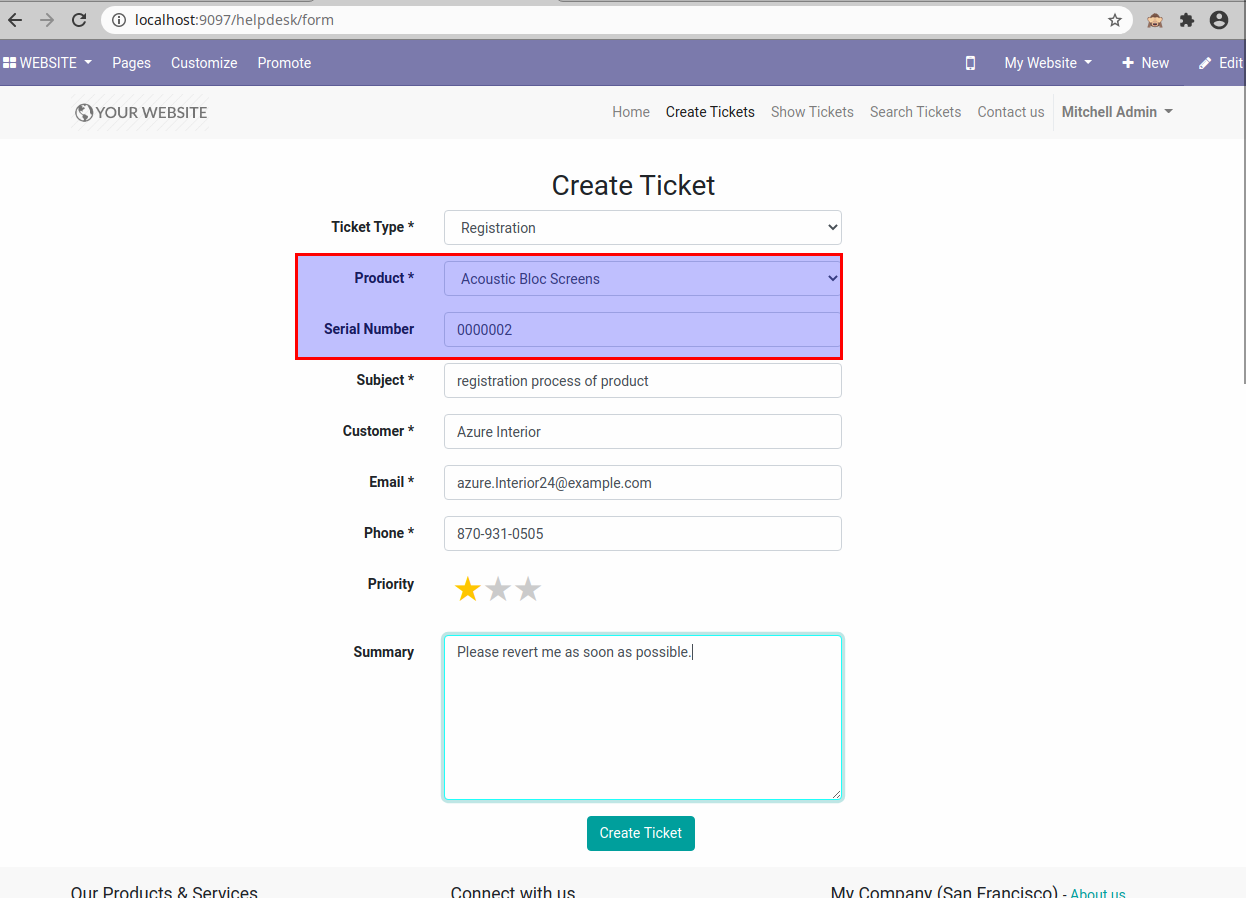 localhost:9097/helpdesk/form
WEBSITE Pages Customize Promote My Website New Edit
YOUR WEBSITE Home Create Tickets Show Tickets Search Tickets Contact us Mitchell Admin
Create Ticket
Ticket Type * Registration
Product * Acoustic Bloc Screens
Serial Number 0000002
Subject * registration process of product
Customer * Azure Interior
Email * azure.Interior24@example.com
Phone * 870-931-0505
Priority
Summary Please revert me as soon as possible.
Create Ticket
Our Products & Services Connect with us My Company (San Francisco) - About us